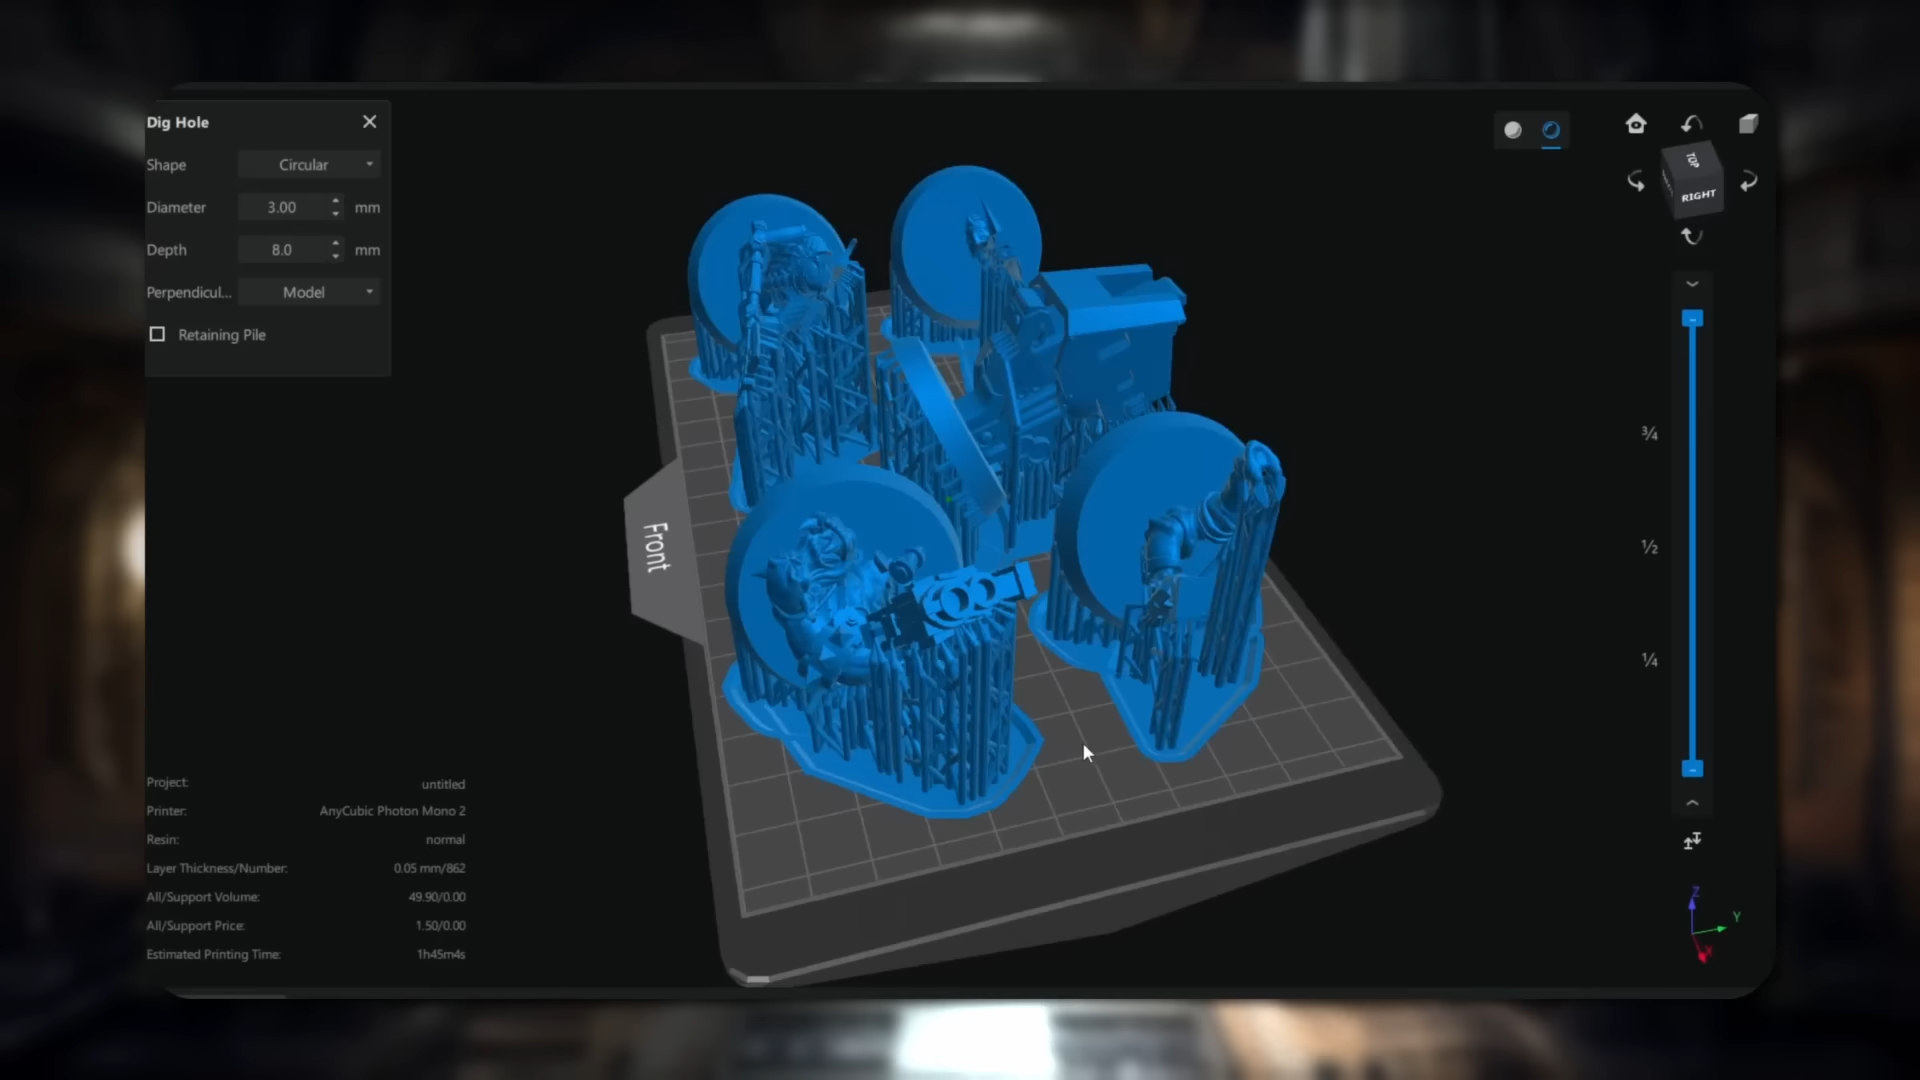 Dig Hole
Shape Circular
Diameter 3.00 mm
Depth 8.0 mm
Perpendicul... Model
Retaining Pile
TOP
RIGHT
3/4
1/2
1/4
Front
Project: untitled
Printer: AnyCubic Photon Mono 2
Resin: normal
Layer Thickness/Number: 0.05 mm/862
All/Support Volume: 49.90/0.00
All/Support Price: 1.50/0.00
Estimated Printing Time: 1h45m4s
Z
Y
X